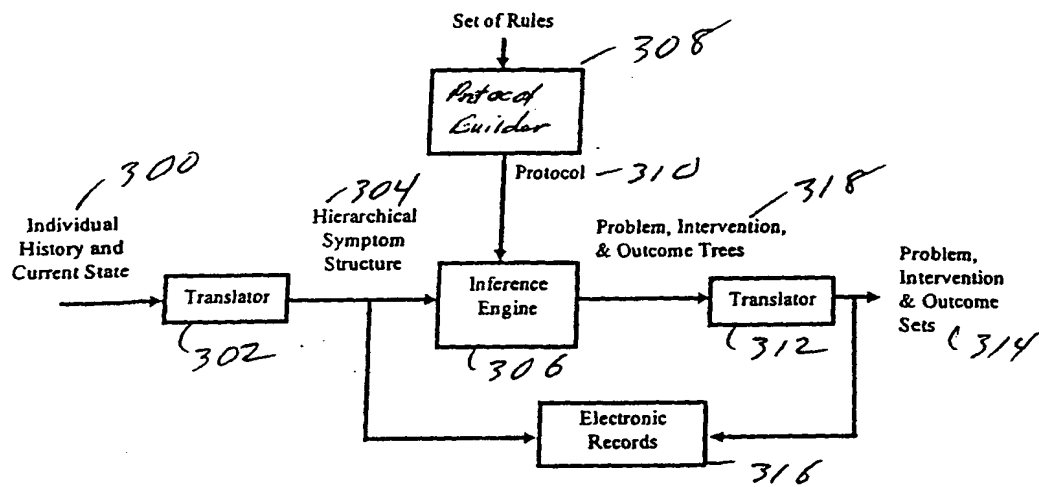 Set of Rules
308
Protocol
Builder
300
304
Protocol 310
318
Individual
History and
Current State
Hierarchical
Symptom
Structure
Problem, Intervention,
& Outcome Trees
Problem,
Intervention
& Outcome
Sets
Translator
Inference
Engine
Translator
302
306
312
314
Electronic
Records
316